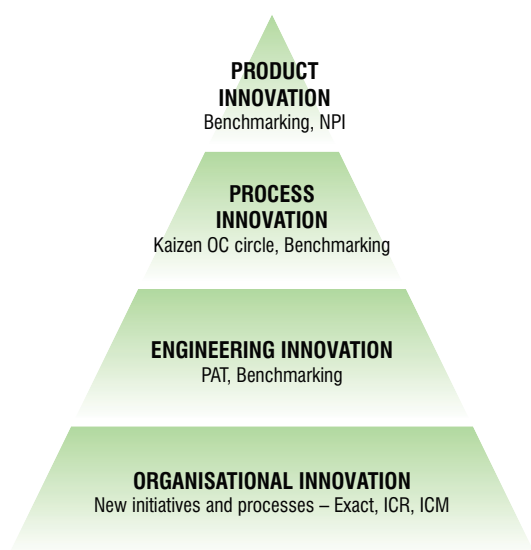 PRODUCT
INNOVATION
Benchmarking, NPI
PROCESS
INNOVATION
Kaizen OC circle, Benchmarking
ENGINEERING INNOVATION
PAT, Benchmarking
ORGANISATIONAL INNOVATION
New initiatives and processes – Exact, ICR, ICM